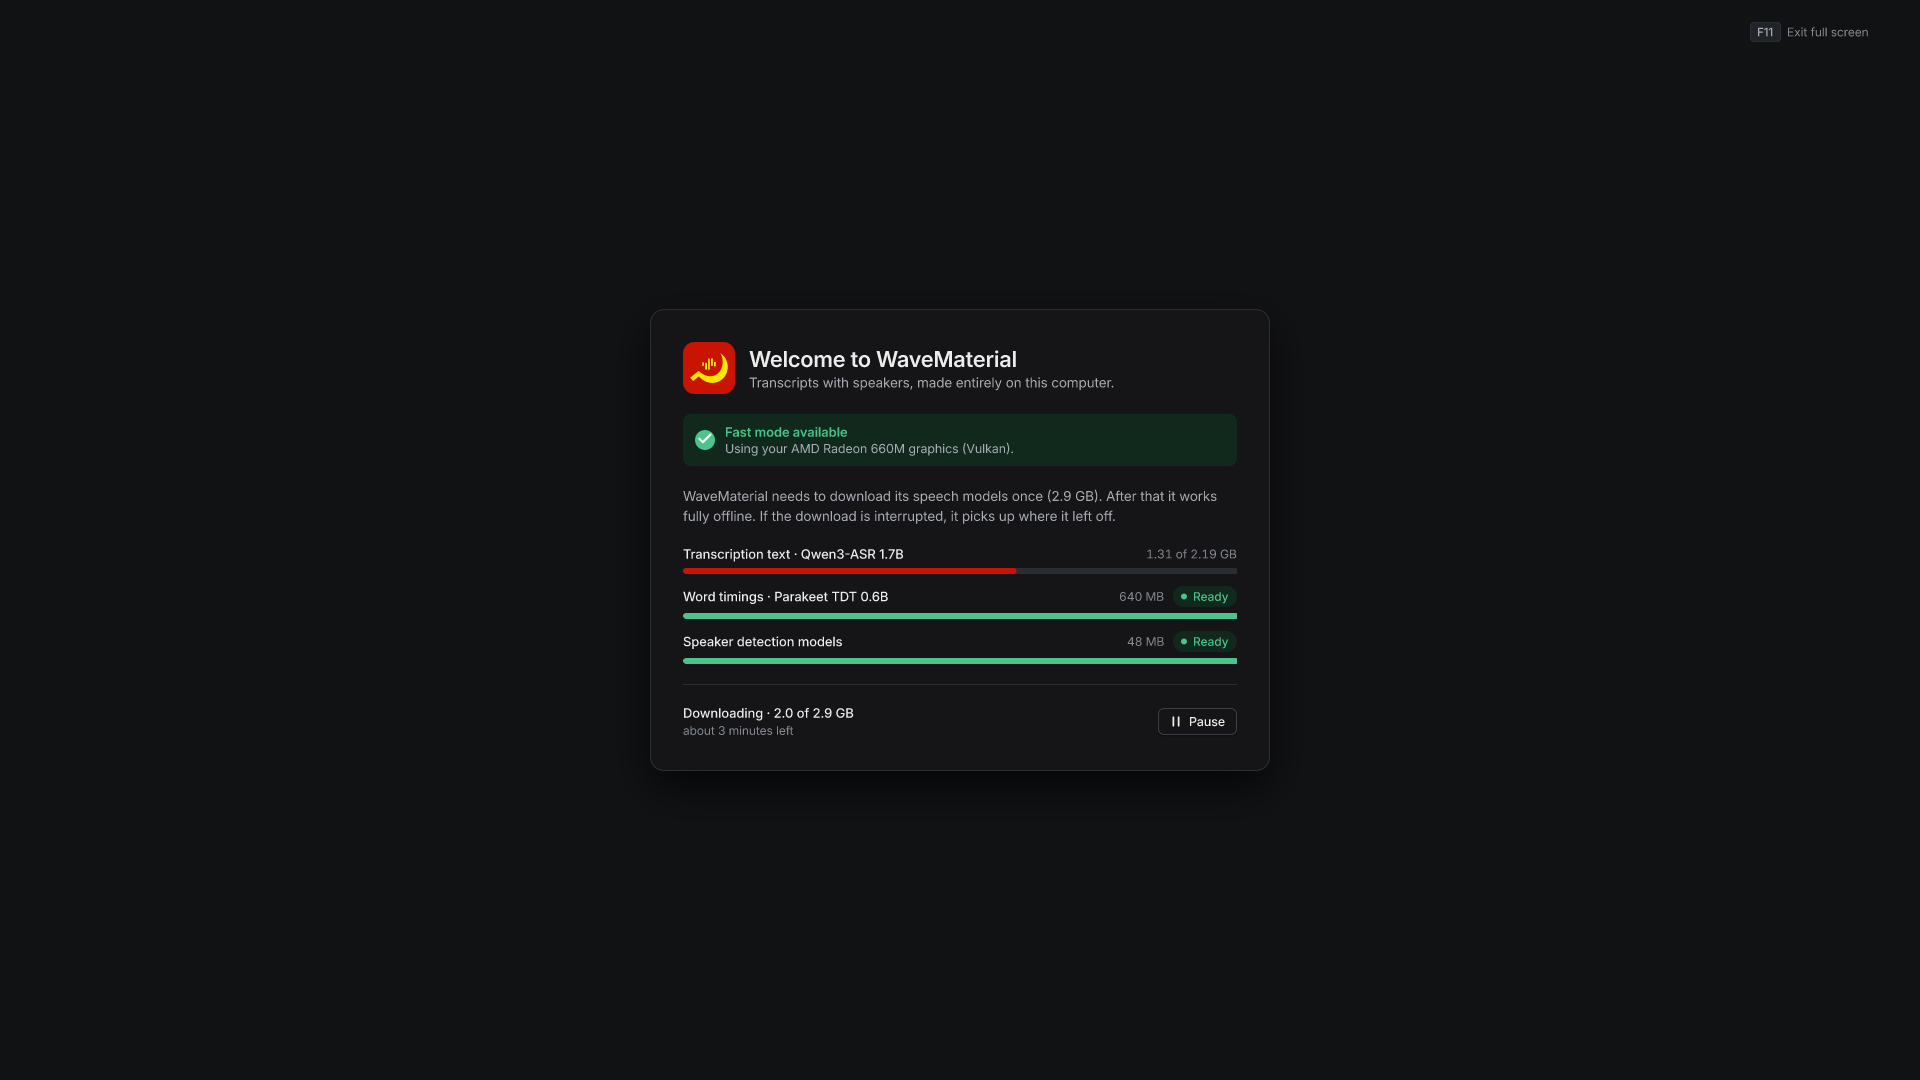 F11 Exit full screen
Welcome to WaveMaterial
Transcripts with speakers, made entirely on this computer.
Fast mode available
Using your AMD Radeon 660M graphics (Vulkan).
WaveMaterial needs to download its speech models once (2.9 GB). After that it works
fully offline. If the download is interrupted, it picks up where it left off.
Transcription text · Qwen3-ASR 1.7B 1.31 of 2.19 GB
Word timings · Parakeet TDT 0.6B 640 MB Ready
Speaker detection models 48 MB Ready
Downloading · 2.0 of 2.9 GB
about 3 minutes left
Pause